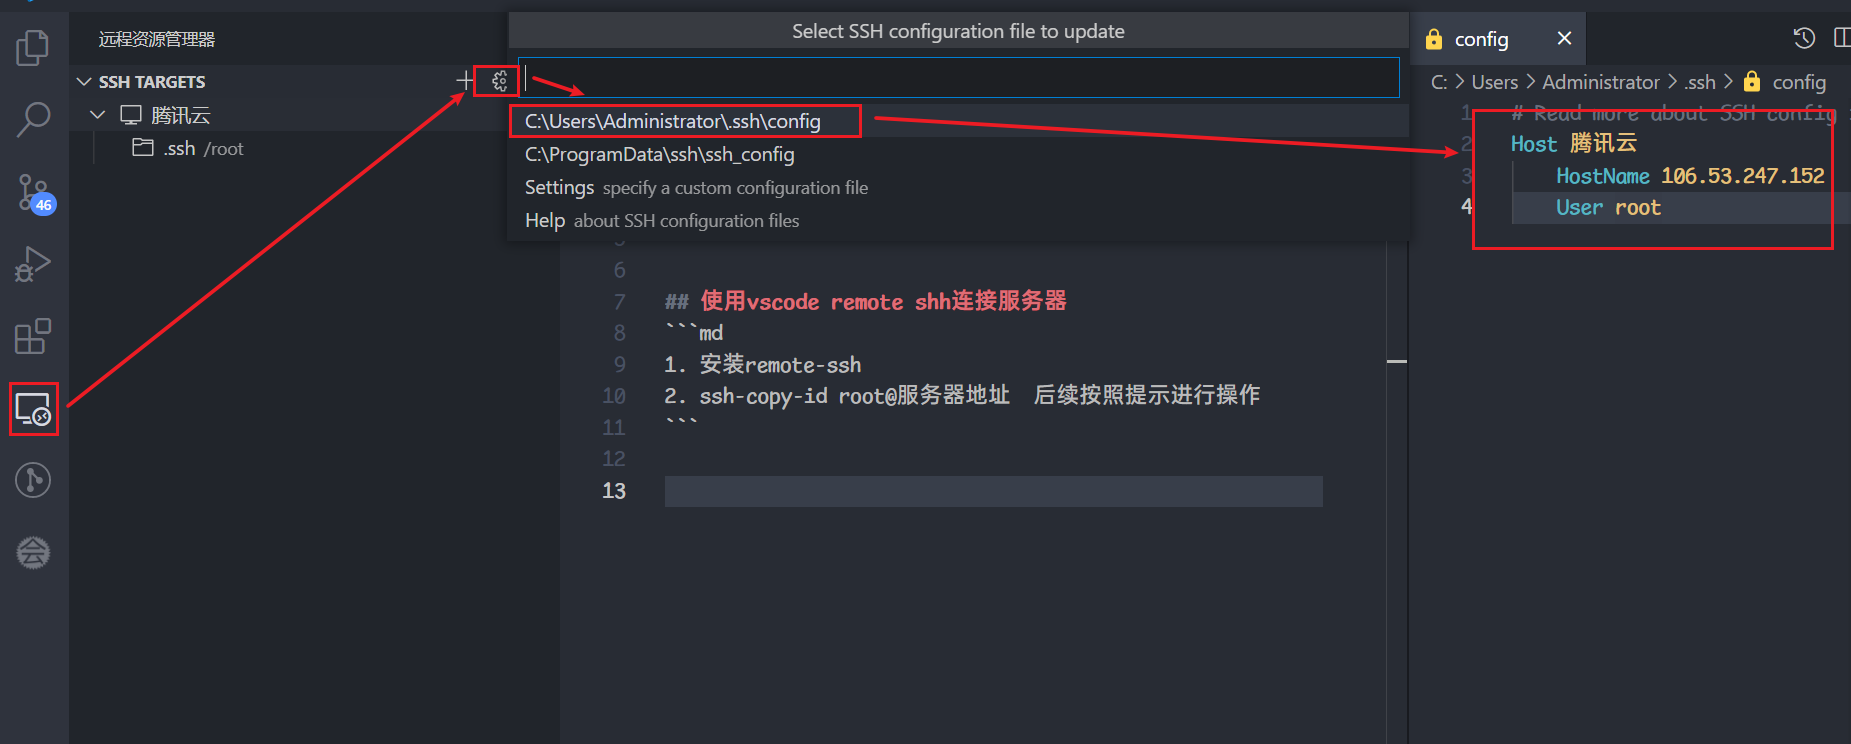 远程资源管理器
SSH TARGETS
腾讯云
.ssh /root
46
会
Select SSH configuration file to update
C:\Users\Administrator\.ssh\config
C:\ProgramData\ssh\ssh_config
Settings specify a custom configuration file
Help about SSH configuration files
6
7 ## 使用vscode remote shh连接服务器
8 ```md
9 1. 安装remote-ssh
10 2. ssh-copy-id root@服务器地址 后续按照提示进行操作
11 ```
12
13
config
C: > Users > Administrator > .ssh > config
1 # Read more about SSH config
2 Host 腾讯云
3 HostName 106.53.247.152
4 User root